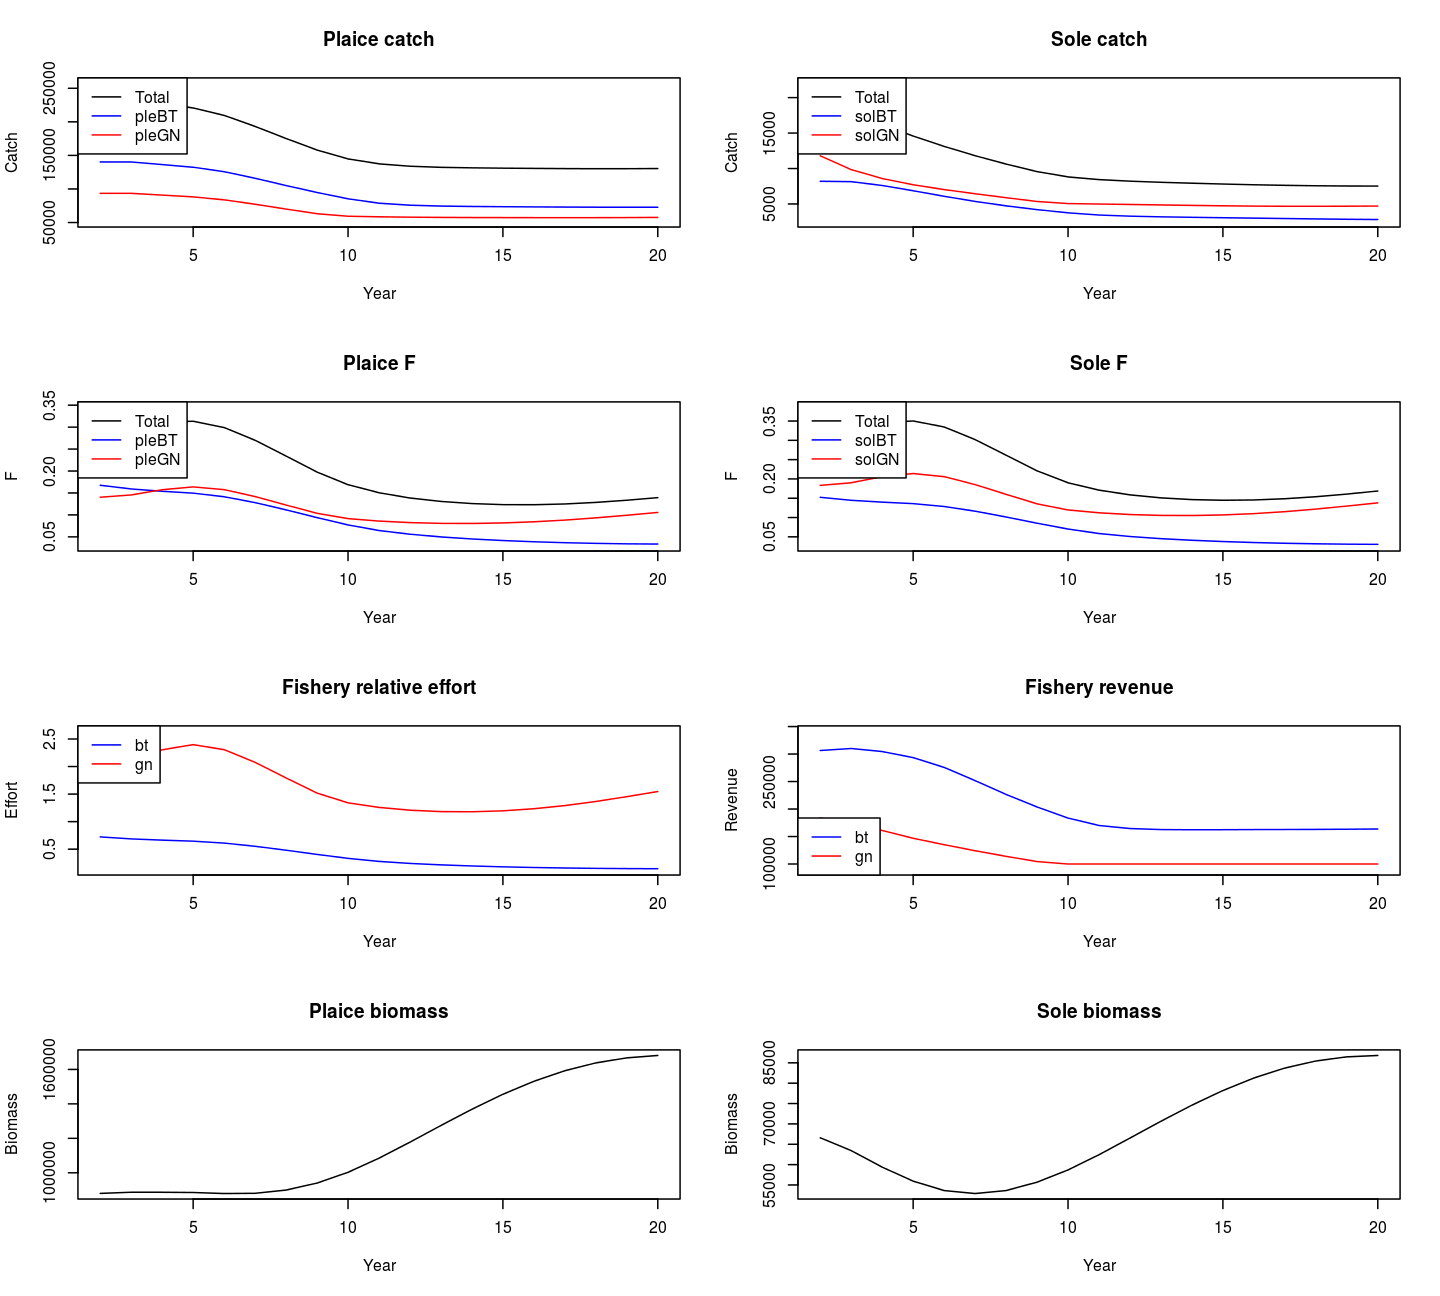 Plaice catch
250000
150000
50000
Catch
Total
pleBT
pleGN
5 10 15 20
Year
Sole catch
15000
5000
Catch
Total
solBT
solGN
5 10 15 20
Year
Plaice F
0.35
0.20
0.05
F
Total
pleBT
pleGN
5 10 15 20
Year
Sole F
0.35
0.20
0.05
F
Total
solBT
solGN
5 10 15 20
Year
Fishery relative effort
2.5
1.5
0.5
Effort
bt
gn
5 10 15 20
Year
Fishery revenue
250000
100000
Revenue
bt
gn
5 10 15 20
Year
Plaice biomass
1600000
1000000
Biomass
5 10 15 20
Year
Sole biomass
85000
70000
55000
Biomass
5 10 15 20
Year